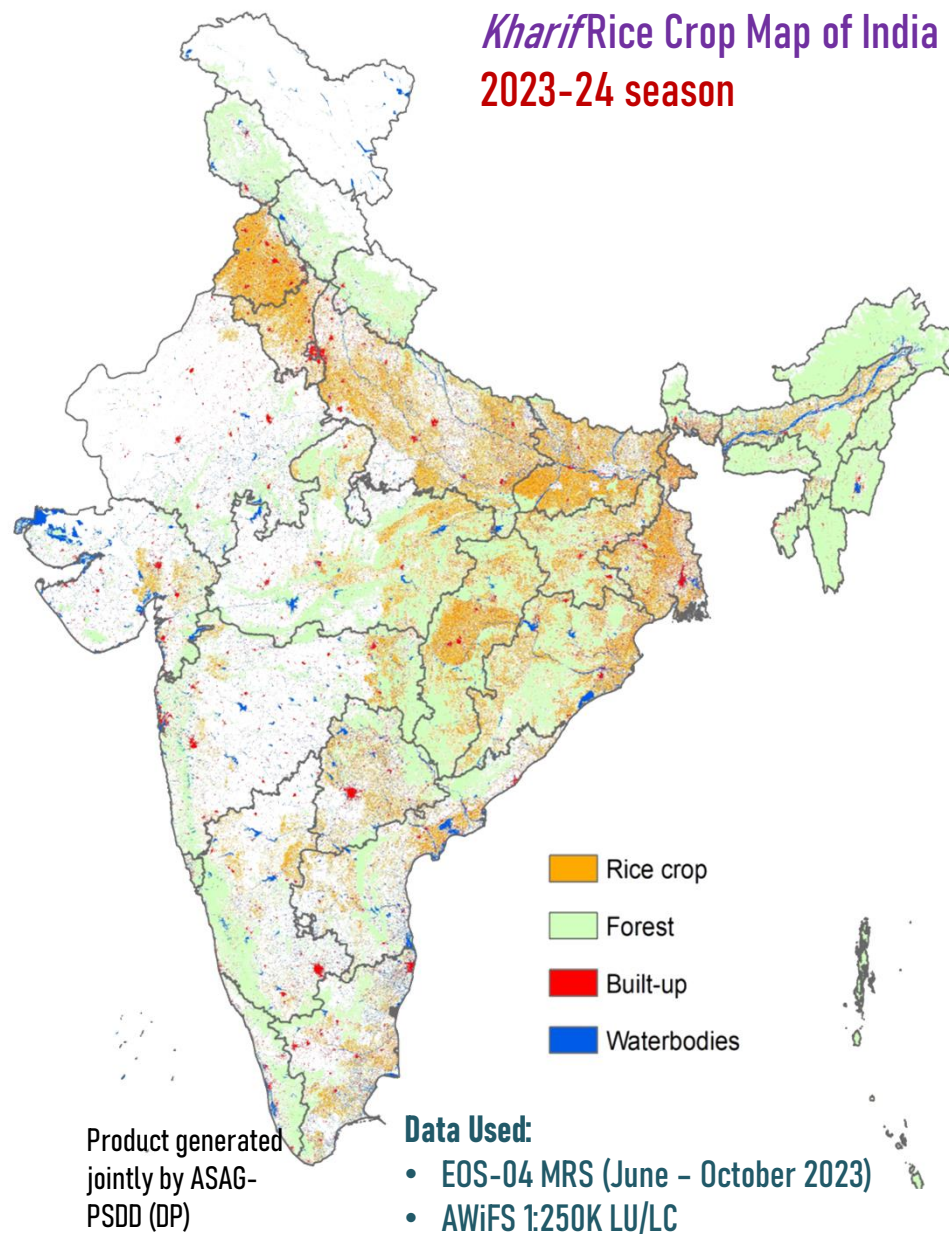 Kharif Rice Crop Map of India
2023-24 season
Rice crop
Forest
Built-up
Waterbodies
Product generated
jointly by ASAG-
PSDD (DP)
Data Used:
• EOS-04 MRS (June – October 2023)
• AWiFS 1:250K LU/LC